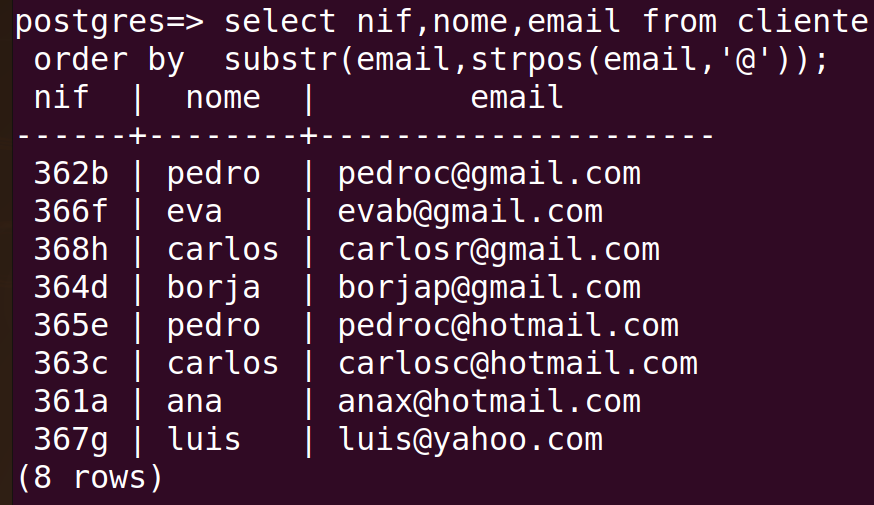 postgres=> select nif,nome,email from cliente
 order by  substr(email,strpos(email,'@'));
 nif  |  nome  |        email
------+--------+---------------------
 362b | pedro  | pedroc@gmail.com
 366f | eva    | evab@gmail.com
 368h | carlos | carlosr@gmail.com
 364d | borja  | borjap@gmail.com
 365e | pedro  | pedroc@hotmail.com
 363c | carlos | carlosc@hotmail.com
 361a | ana    | anax@hotmail.com
 367g | luis   | luis@yahoo.com
(8 rows)